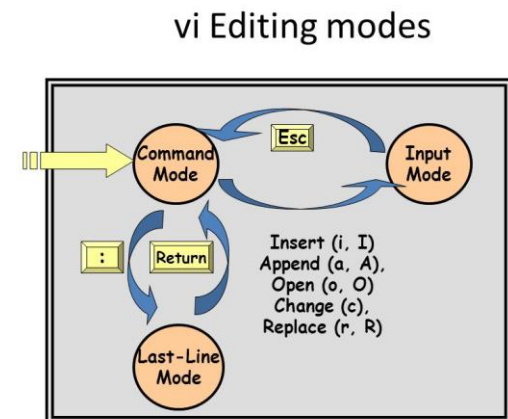 vi Editing modes
Esc
Command
Mode
Input
Mode
:
Return
Insert (i, I)
Append (a, A),
Open (o, O)
Change (c),
Replace (r, R)
Last-Line
Mode